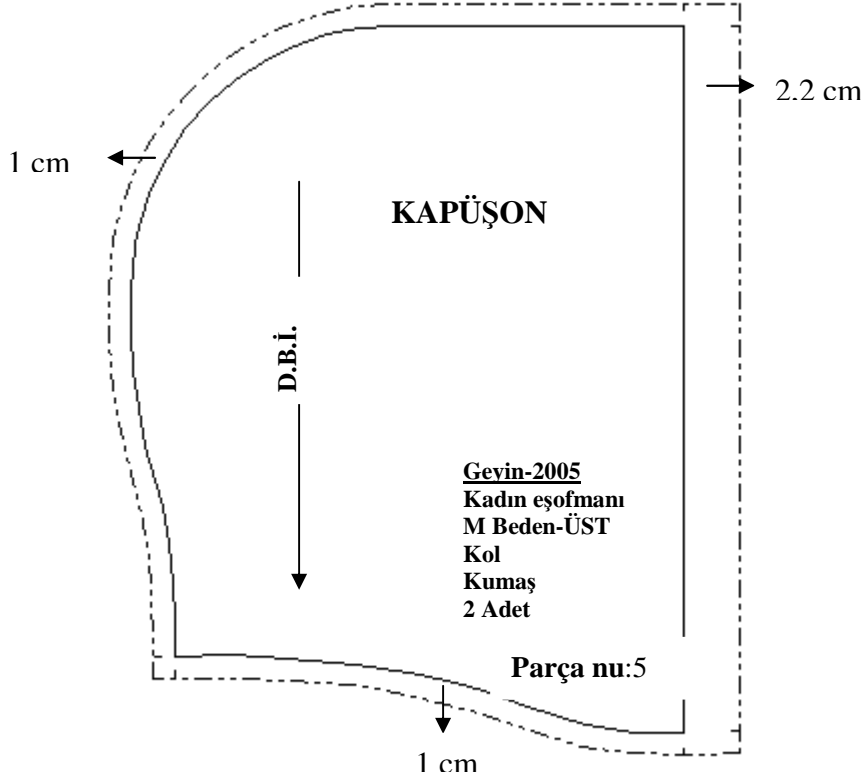 2.2 cm
1 cm
KAPÜŞON
D.B.İ.
Geyin-2005
Kadın eşofmanı
M Beden-ÜST
Kol
Kumaş
2 Adet
Parça nu:5
1 cm